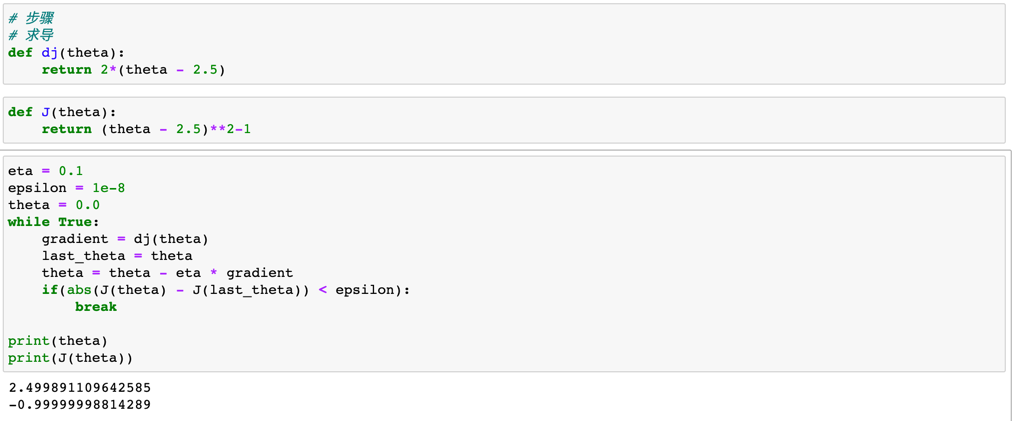 # 步骤
# 求导
def dj(theta):
    return 2*(theta - 2.5)
def J(theta):
    return (theta - 2.5)**2-1
eta = 0.1
epsilon = 1e-8
theta = 0.0
while True:
    gradient = dj(theta)
    last_theta = theta
    theta = theta - eta * gradient
    if(abs(J(theta) - J(last_theta)) < epsilon):
        break
print(theta)
print(J(theta))
2.499891109642585
-0.99999998814289